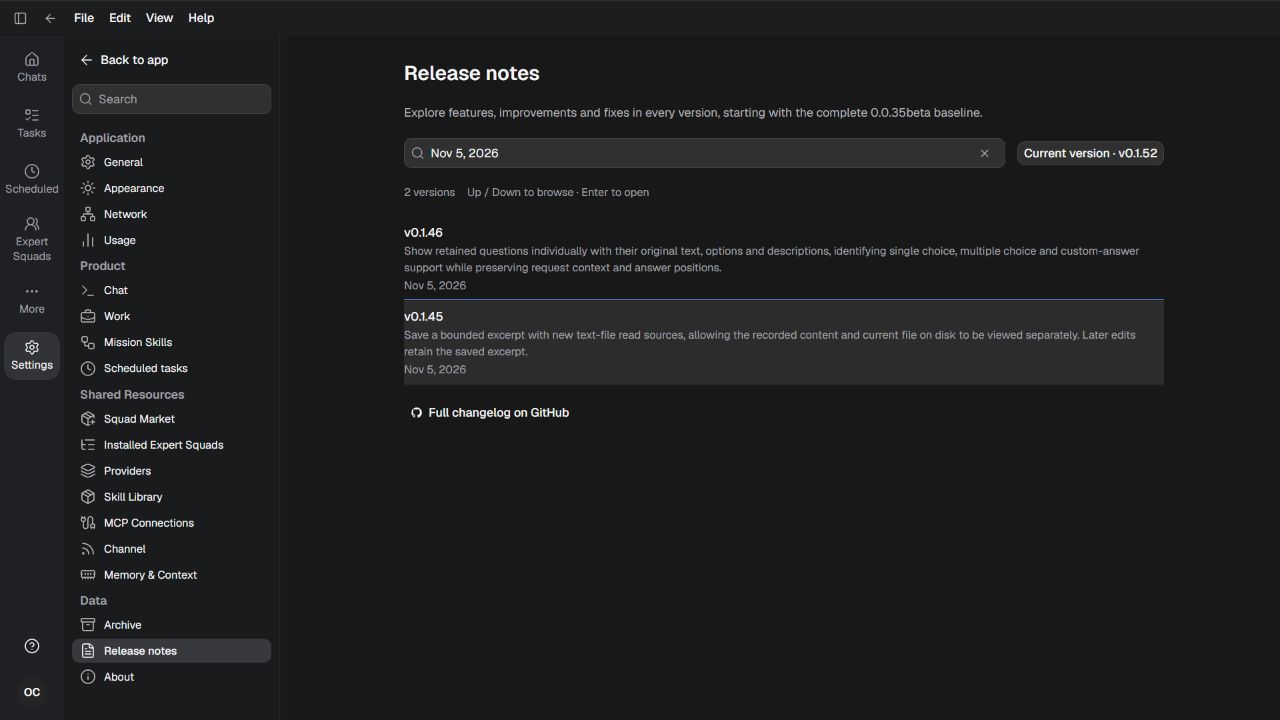 File Edit View Help
Chats
Tasks
Scheduled
Expert
Squads
More
Settings
OC
Back to app
Search
Application
General
Appearance
Network
Usage
Product
Chat
Work
Mission Skills
Scheduled tasks
Shared Resources
Squad Market
Installed Expert Squads
Providers
Skill Library
MCP Connections
Channel
Memory & Context
Data
Archive
Release notes
About
Release notes
Explore features, improvements and fixes in every version, starting with the complete 0.0.35beta baseline.
Nov 5, 2026
Current version · v0.1.52
2 versions Up / Down to browse · Enter to open
v0.1.46
Show retained questions individually with their original text, options and descriptions, identifying single choice, multiple choice and custom-answer
support while preserving request context and answer positions.
Nov 5, 2026
v0.1.45
Save a bounded excerpt with new text-file read sources, allowing the recorded content and current file on disk to be viewed separately. Later edits
retain the saved excerpt.
Nov 5, 2026
Full changelog on GitHub